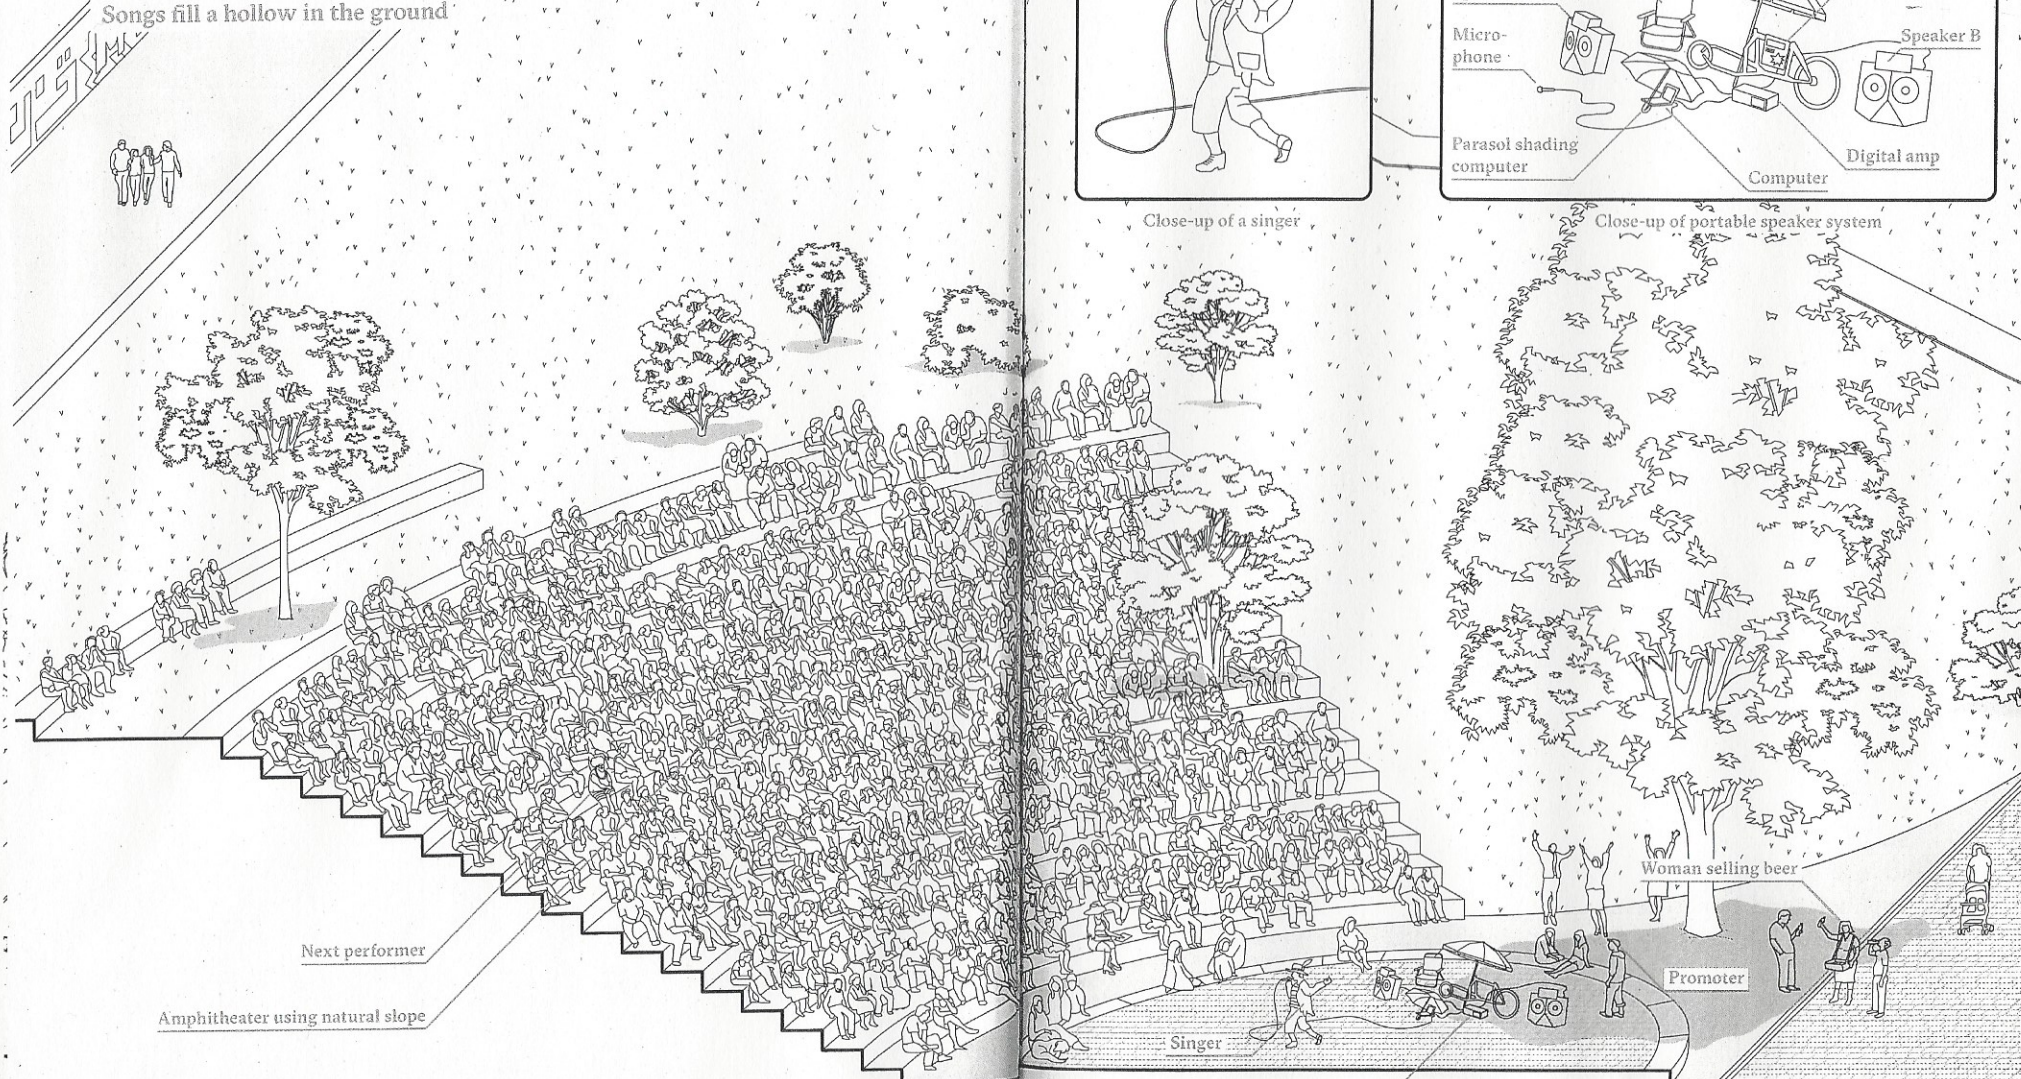 Songs fill a hollow in the ground
Micro-
phone
Speaker B
Parasol shading
computer
Digital amp
Computer
Close-up of a singer
Close-up of portable speaker system
Woman selling beer
Next performer
Promoter
Amphitheater using natural slope
Singer